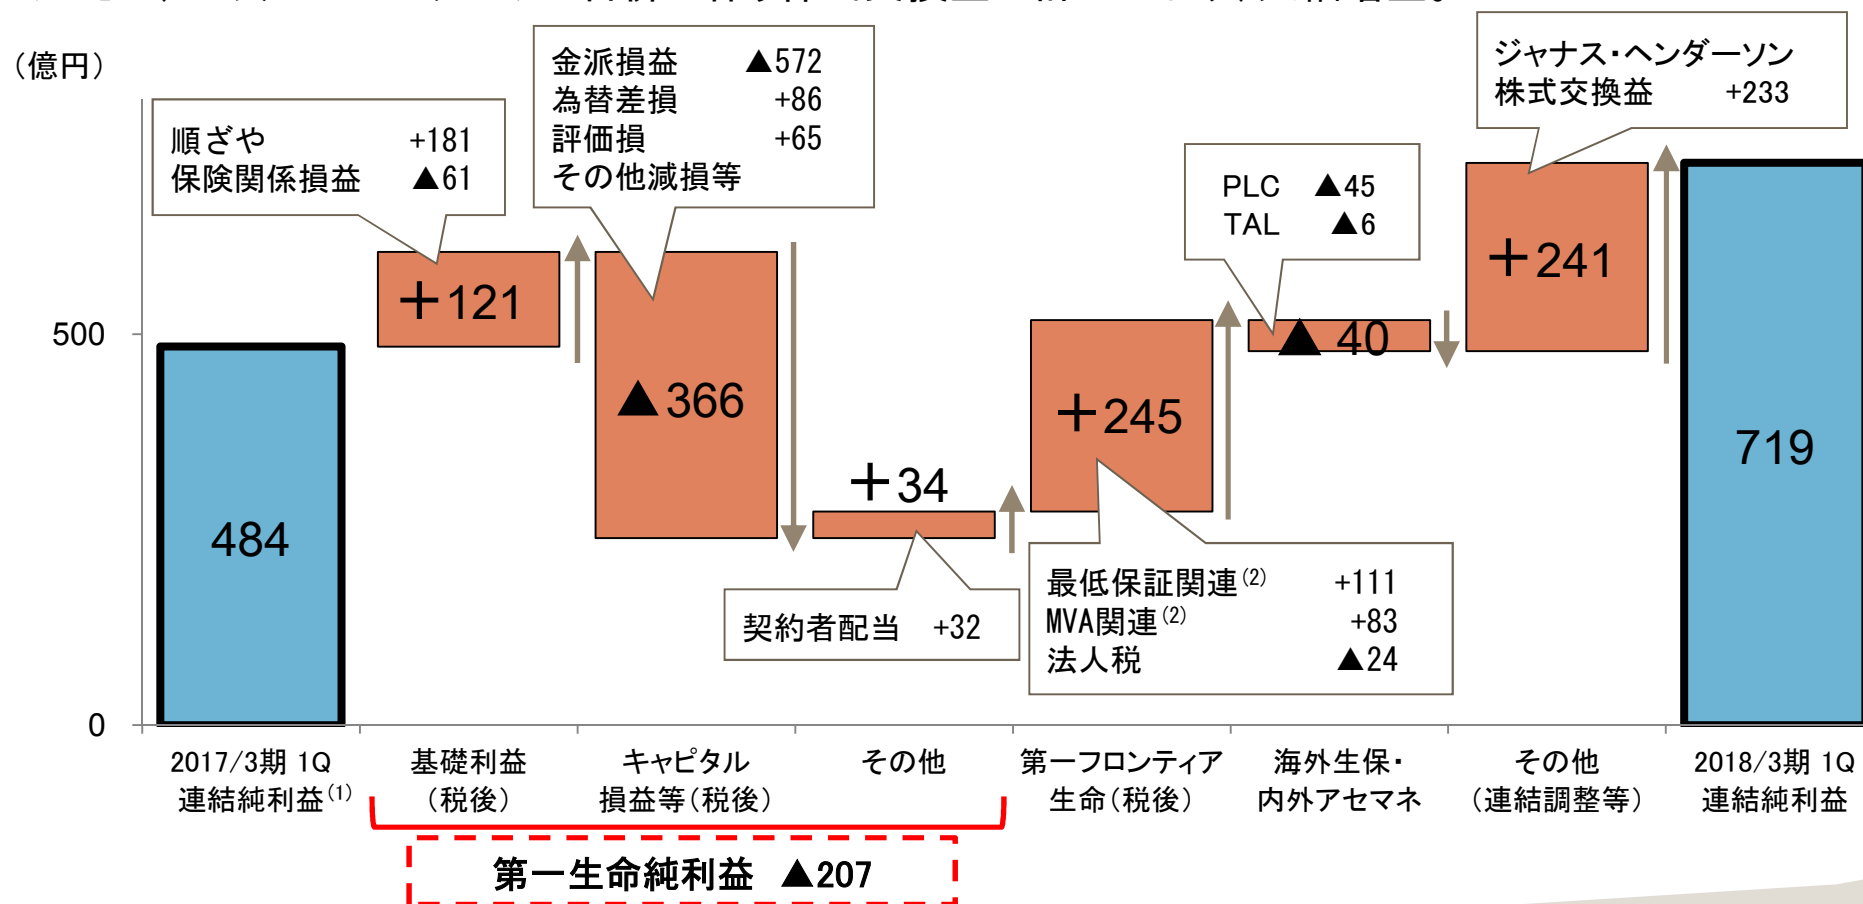 (億円)
500
0
484
順ざや +181
保険関係損益 ▲61
+121
金派損益 ▲572
為替差損 +86
評価損 +65
その他減損等
▲366
+34
契約者配当 +32
+245
最低保証関連(2) +111
MVA関連(2) +83
法人税 ▲24
PLC ▲45
TAL ▲6
▲40
ジャナス・ヘンダーソン
株式交換益 +233
+241
719
2017/3期 1Q
連結純利益(1)
基礎利益
(税後)
キャピタル
損益等(税後)
その他
第一フロンティア
生命(税後)
海外生保・
内外アセマネ
その他
(連結調整等)
2018/3期 1Q
連結純利益
第一生命純利益 ▲207